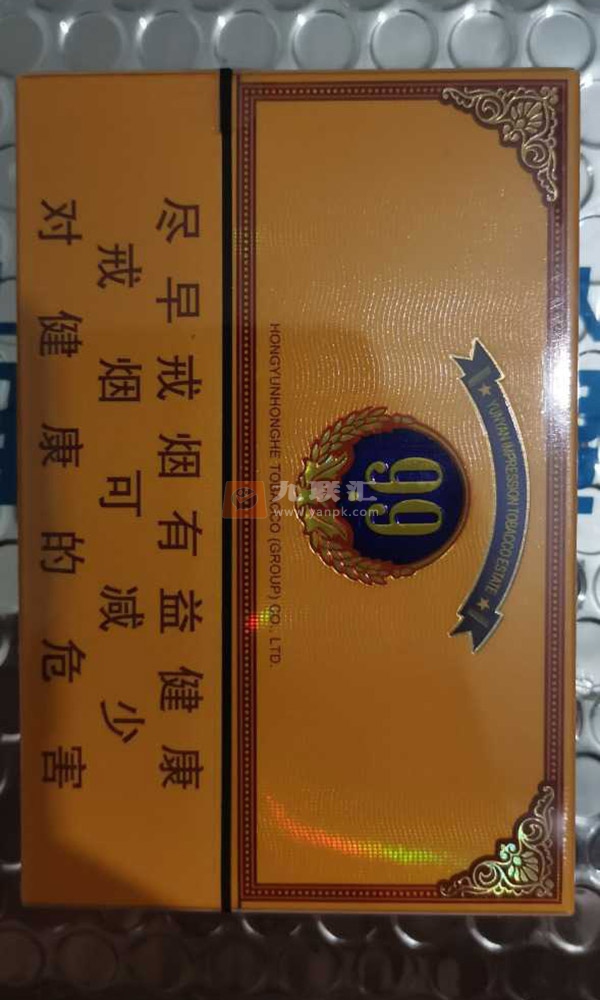 YUNYAN IMPRESSION TOBACCO ESTATE
66
HONGYUNHONGHE TOBACCO (GROUP) CO., LTD.
尽早戒烟有益健康
戒烟可减少
对健康的危害
九联汇
www.yanpk.com